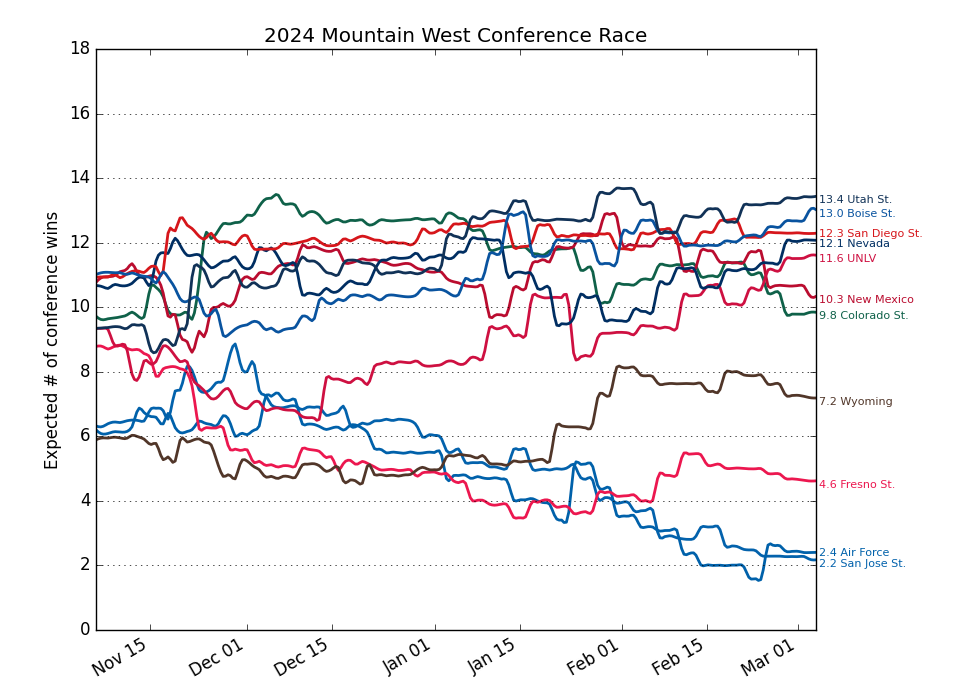 2024 Mountain West Conference Race
Expected # of conference wins
18
16
14
12
10
8
6
4
2
0
13.4 Utah St.
13.0 Boise St.
12.3 San Diego St.
12.1 Nevada
11.6 UNLV
10.3 New Mexico
9.8 Colorado St.
7.2 Wyoming
4.6 Fresno St.
2.4 Air Force
2.2 San Jose St.
Nov 15
Dec 01
Dec 15
Jan 01
Jan 15
Feb 01
Feb 15
Mar 01